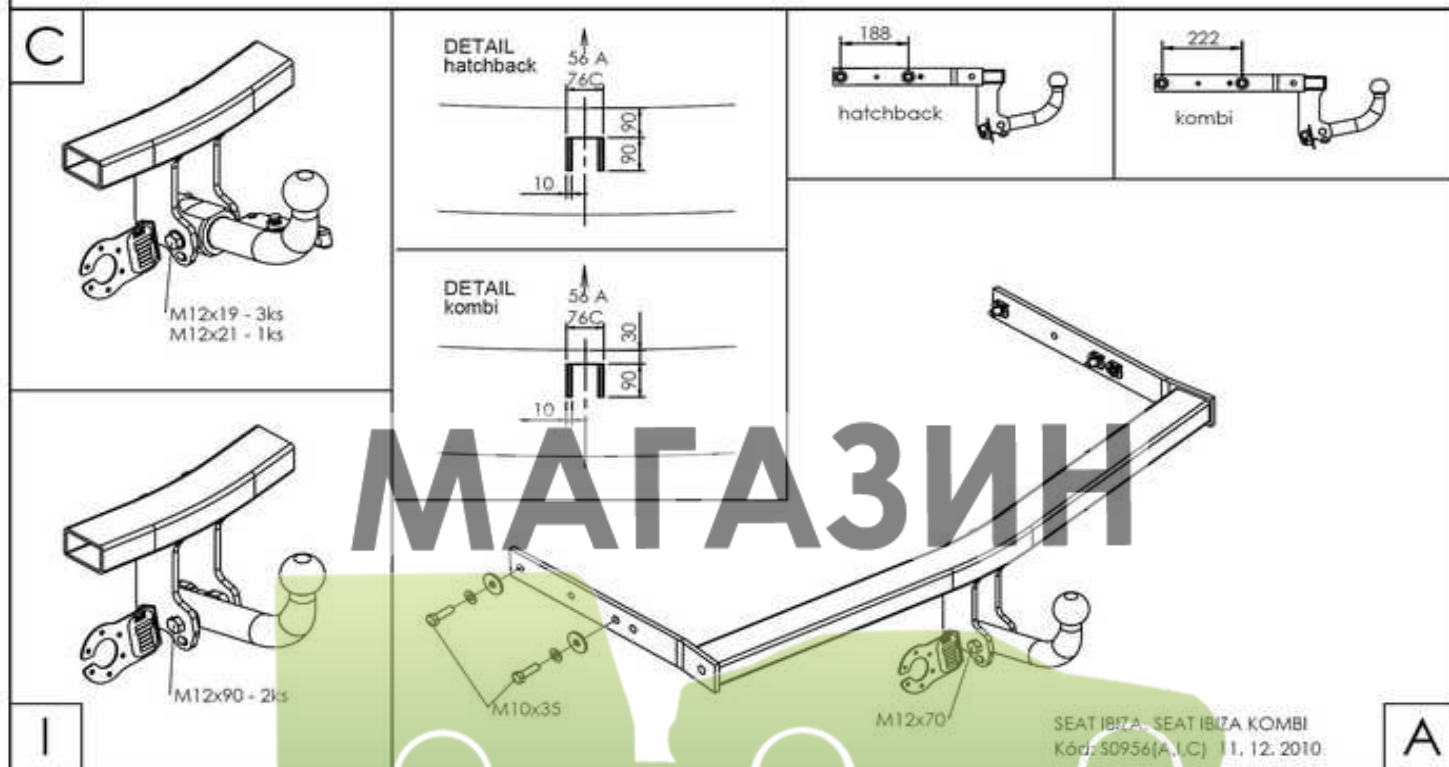 C
M12x19 - 3ks
M12x21 - 1ks
DETAIL
hatchback
56 A
76C
90
90
10
188
hatchback
222
kombi
DETAIL
kombi
56 A
76C
30
90
10
МАГАЗИН
M12x90 - 2ks
I
M10x35
M12x70
SEAT IBIZA, SEAT IBIZA KOMBI
Kód: S0956(A,I,C) 11. 12. 2010
A